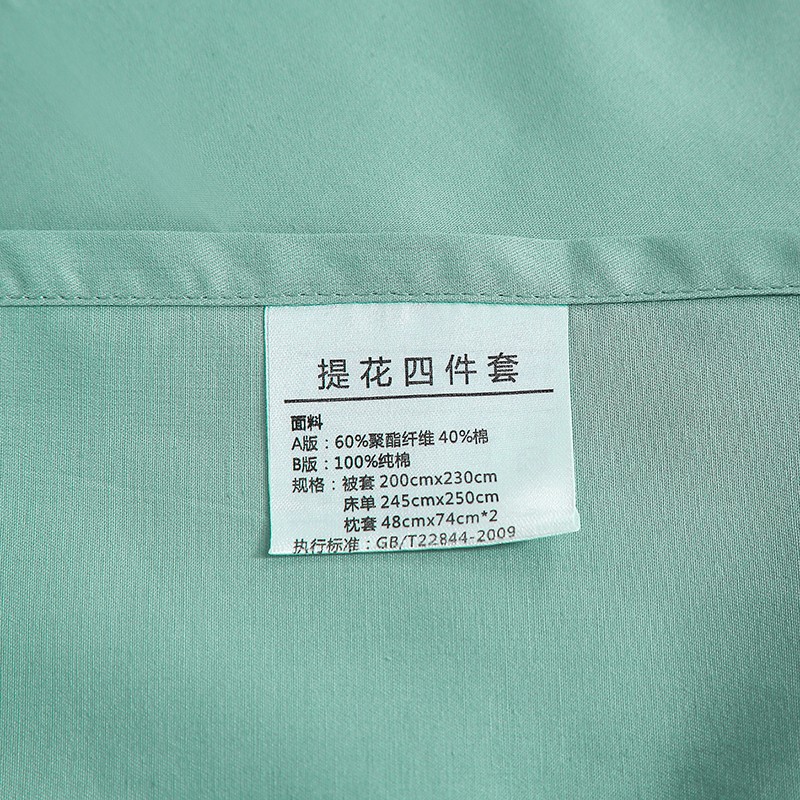 提花四件套
面料
A版：60%聚酯纤维 40%棉
B版：100%纯棉
规格：被套 200cmx230cm
床单 245cmx250cm
枕套 48cmx74cm*2
执行标准：GB/T22844-2009